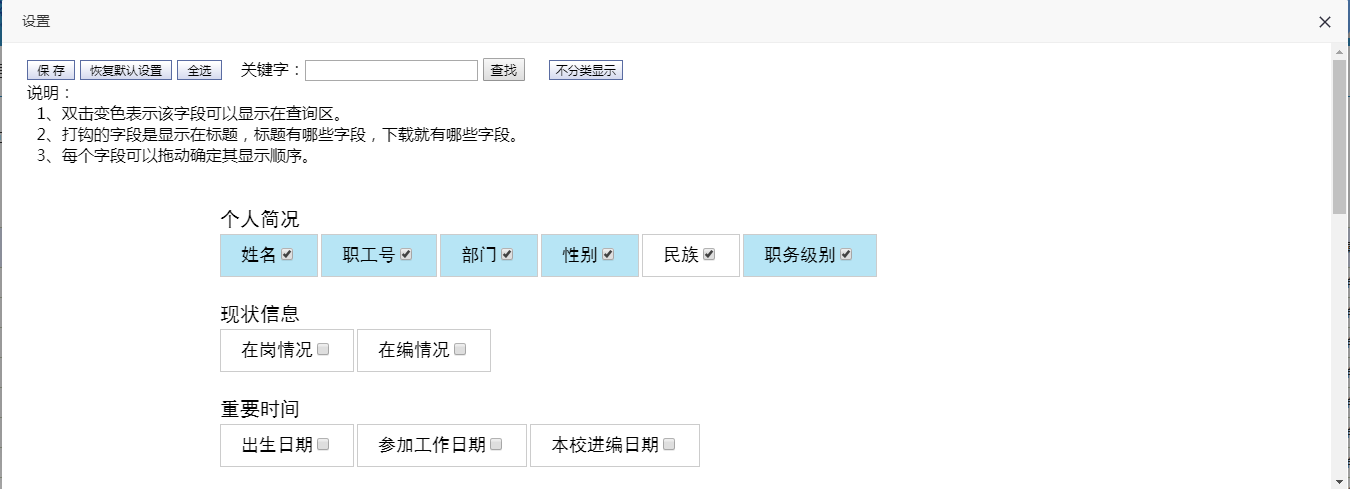 设置
保 存 恢复默认设置 全选 关键字： 查找 不分类显示
说明：
1、双击变色表示该字段可以显示在查询区。
2、打钩的字段是显示在标题，标题有哪些字段，下载就有哪些字段。
3、每个字段可以拖动确定其显示顺序。
个人简况
姓名 职工号 部门 性别 民族 职务级别
现状信息
在岗情况 在编情况
重要时间
出生日期 参加工作日期 本校进编日期